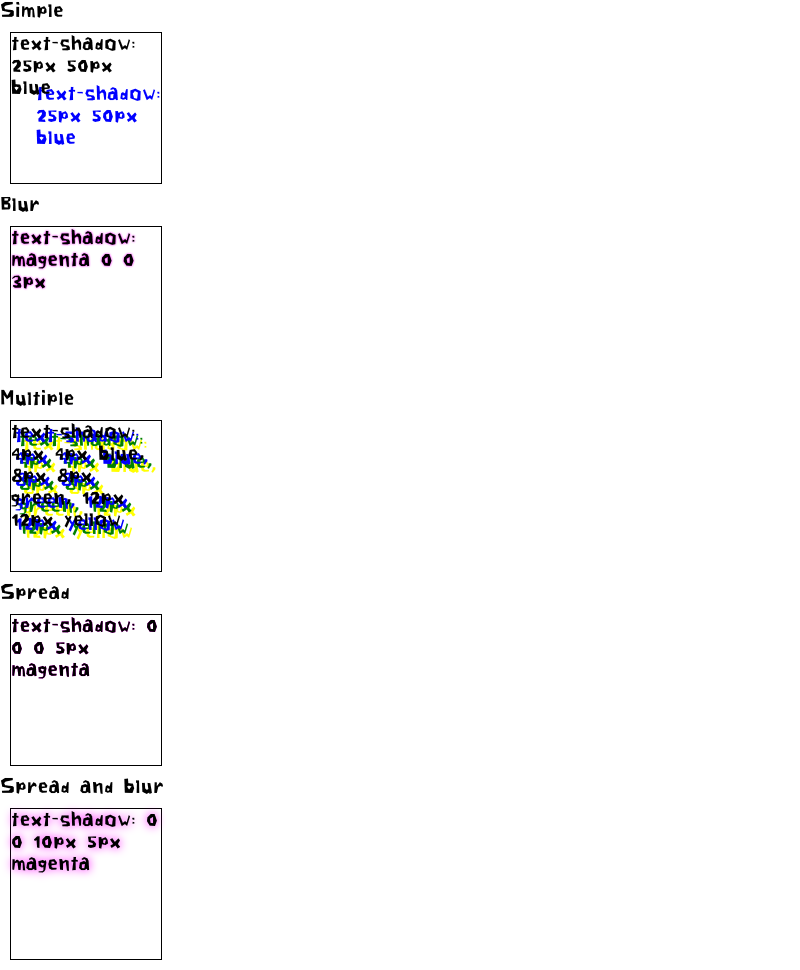 Simple
text-shadow:
25px 50px
blue
text-shadow:
25px 50px
blue
Blur
text-shadow:
magenta 0 0
3px
Multiple
text-shadow:
4px 4px blue,
8px 8px
green, 12px
12px yellow
Spread
text-shadow: 0
0 0 5px
magenta
Spread and blur
text-shadow: 0
0 10px 5px
magenta